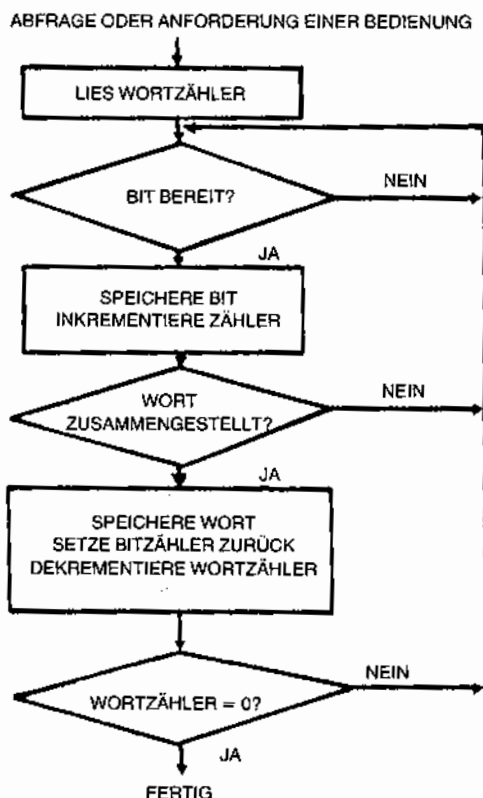 ABFRAGE ODER ANFORDERUNG EINER BEDIENUNG
LIES WORTZÄHLER
BIT BEREIT?
NEIN
JA
SPEICHERE BIT
INKREMENTIERE ZÄHLER
WORT
ZUSAMMENGESTELLT?
NEIN
JA
SPEICHERE WORT
SETZE BITZÄHLER ZURÜCK
DEKREMENTIERE WORTZÄHLER
NEIN
WORTZÄHLER = 0?
JA
FERTIG